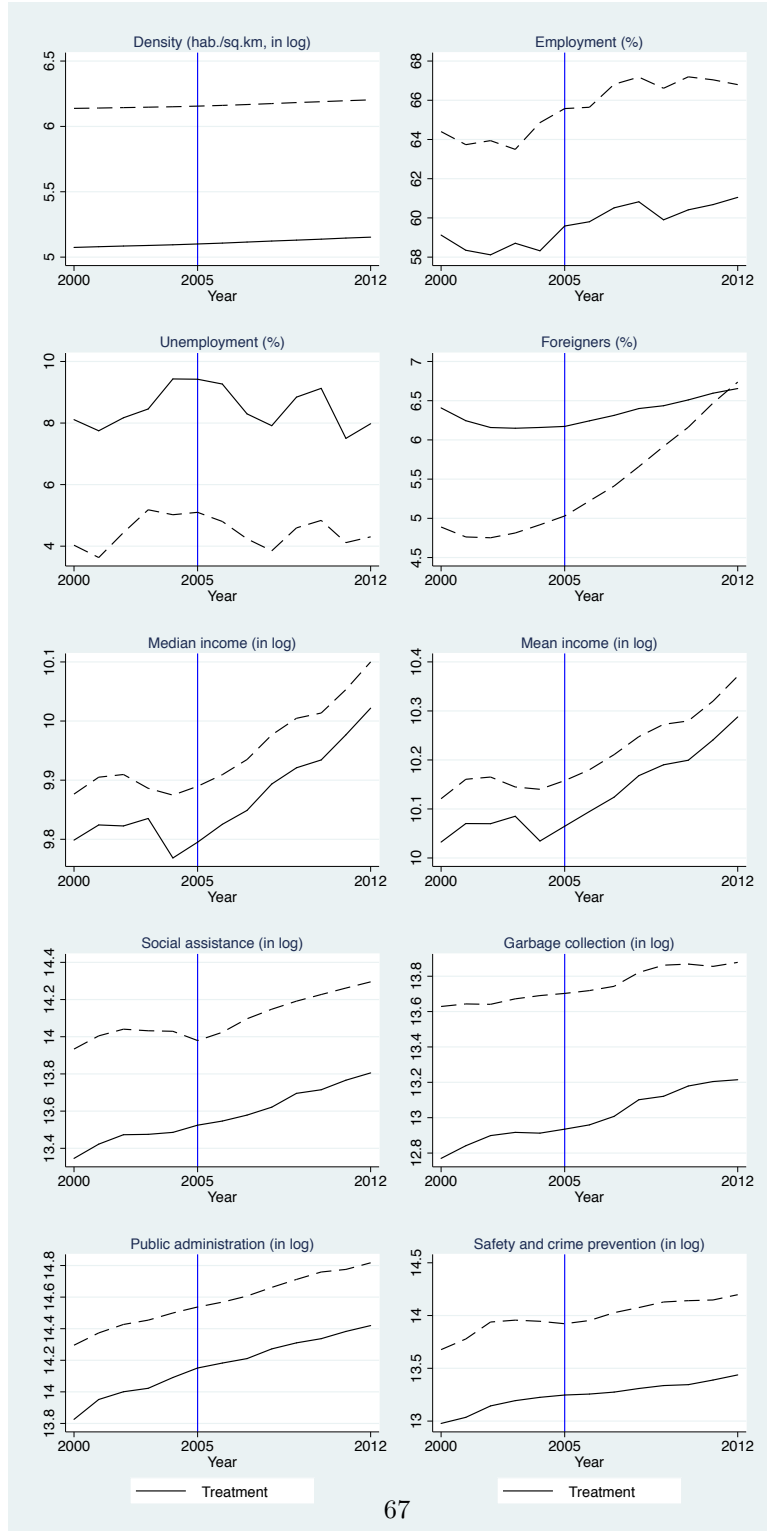 Density (hab./sq.km, in log)
6.5
6
5.5
5
2000 2005 2012
Year
Employment (%)
68
66
64
62
60
58
2000 2005 2012
Year
Unemployment (%)
10
8
6
4
2000 2005 2012
Year
Foreigners (%)
7
6.5
6
5.5
5
4.5
2000 2005 2012
Year
Median income (in log)
10.1
10
9.9
9.8
2000 2005 2012
Year
Mean income (in log)
10.4
10.3
10.2
10.1
10
2000 2005 2012
Year
Social assistance (in log)
14.4
14.2
14
13.8
13.6
13.4
2000 2005 2012
Year
Garbage collection (in log)
13.8
13.6
13.4
13.2
13
12.8
2000 2005 2012
Year
Public administration (in log)
14.8
14.6
14.4
14.2
14
13.8
2000 2005 2012
Year
Safety and crime prevention (in log)
14.5
14
13.5
13
2000 2005 2012
Year
Treatment
Treatment
67